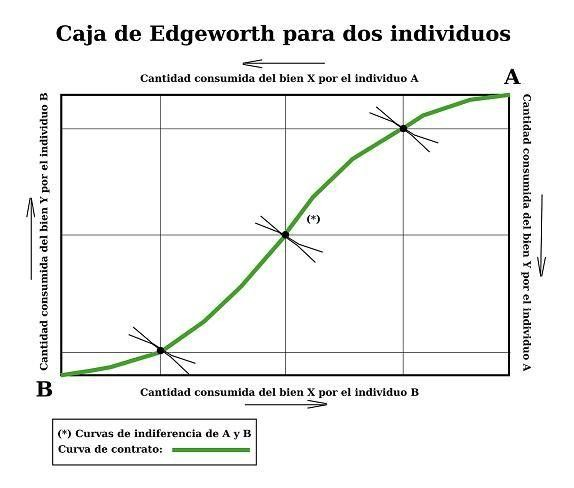 Caja de Edgeworth para dos individuos
Cantidad consumida del bien X por el individuo A
A
Cantidad consumida del bien Y por el individuo B
Cantidad consumida del bien Y por el individuo A
(*)
B
Cantidad consumida del bien X por el individuo B
(*) Curvas de indiferencia de A y B
Curva de contrato: